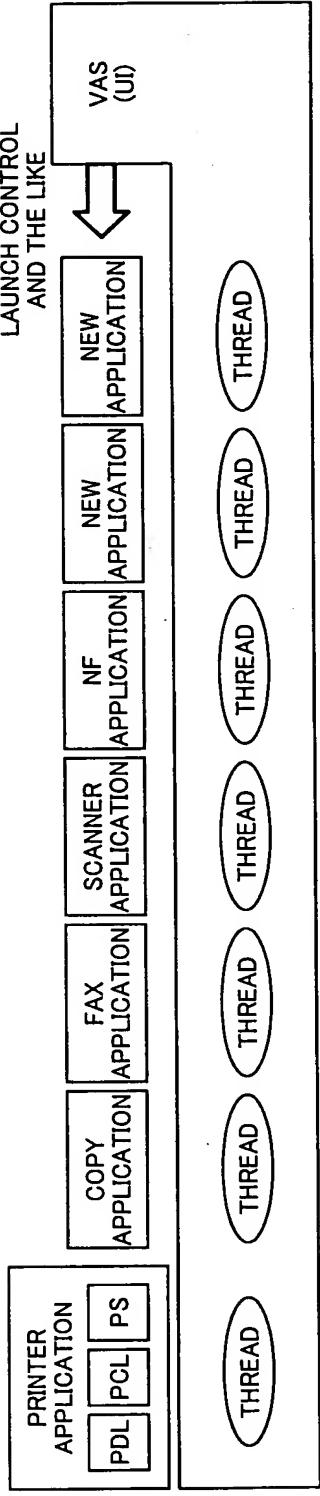 LAUNCH CONTROL
AND THE LIKE
PRINTER
APPLICATION
PDL
PCL
PS
COPY
APPLICATION
FAX
APPLICATION
SCANNER
APPLICATION
NF
APPLICATION
NEW
APPLICATION
NEW
APPLICATION
VAS
(UI)
THREAD
THREAD
THREAD
THREAD
THREAD
THREAD
THREAD